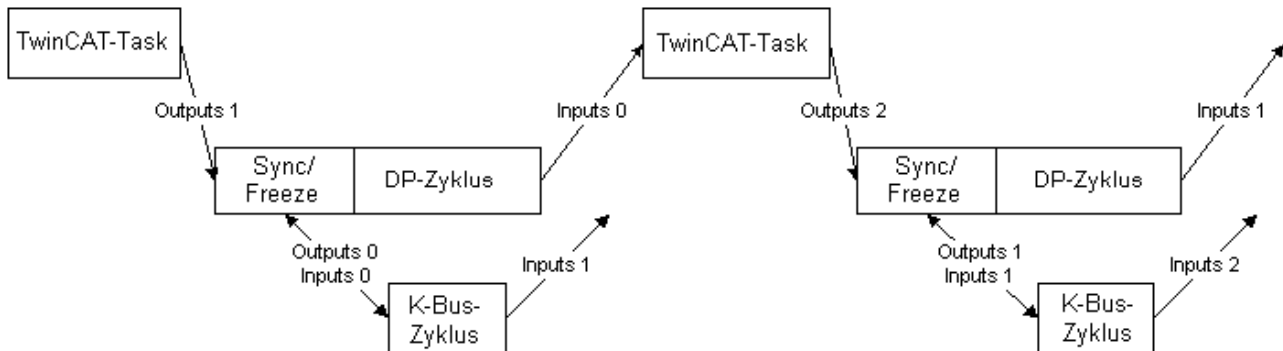 TwinCAT-Task
TwinCAT-Task
Outputs 1
Inputs 0
Outputs 2
Inputs 1
Sync/
Freeze
DP-Zyklus
Sync/
Freeze
DP-Zyklus
Outputs 0
Inputs 0
Inputs 1
Outputs 1
Inputs 1
Inputs 2
K-Bus-
Zyklus
K-Bus-
Zyklus